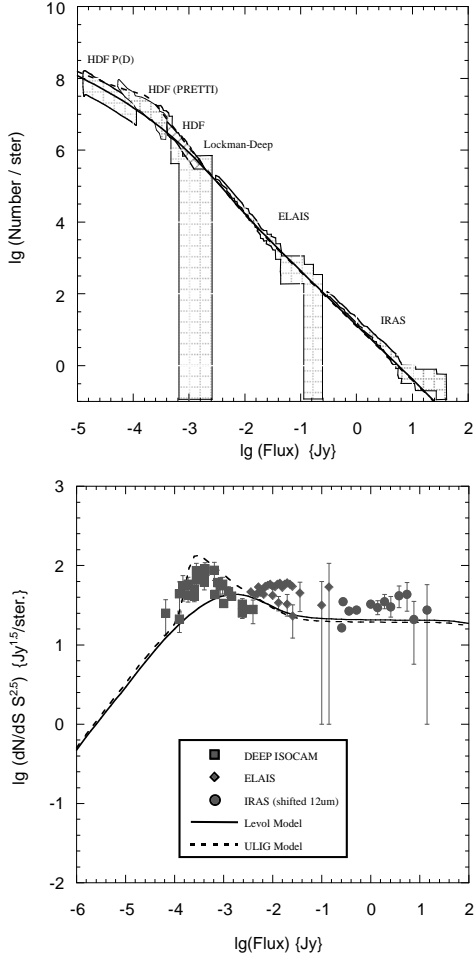 10
8
6
4
2
0
lg (Number / ster)
HDF P(D)
HDF (PRETTI)
HDF
Lockman-Deep
ELAIS
IRAS
-5 -4 -3 -2 -1 0 1 2
lg (Flux) {Jy}
3
2
1
0
-1
-2
lg (dN/dS S^2.5) {Jy^1.5/ster.}
DEEP ISOCAM
ELAIS
IRAS (shifted 12um)
Levol Model
ULIG Model
-6 -5 -4 -3 -2 -1 0 1 2
lg(Flux) {Jy}